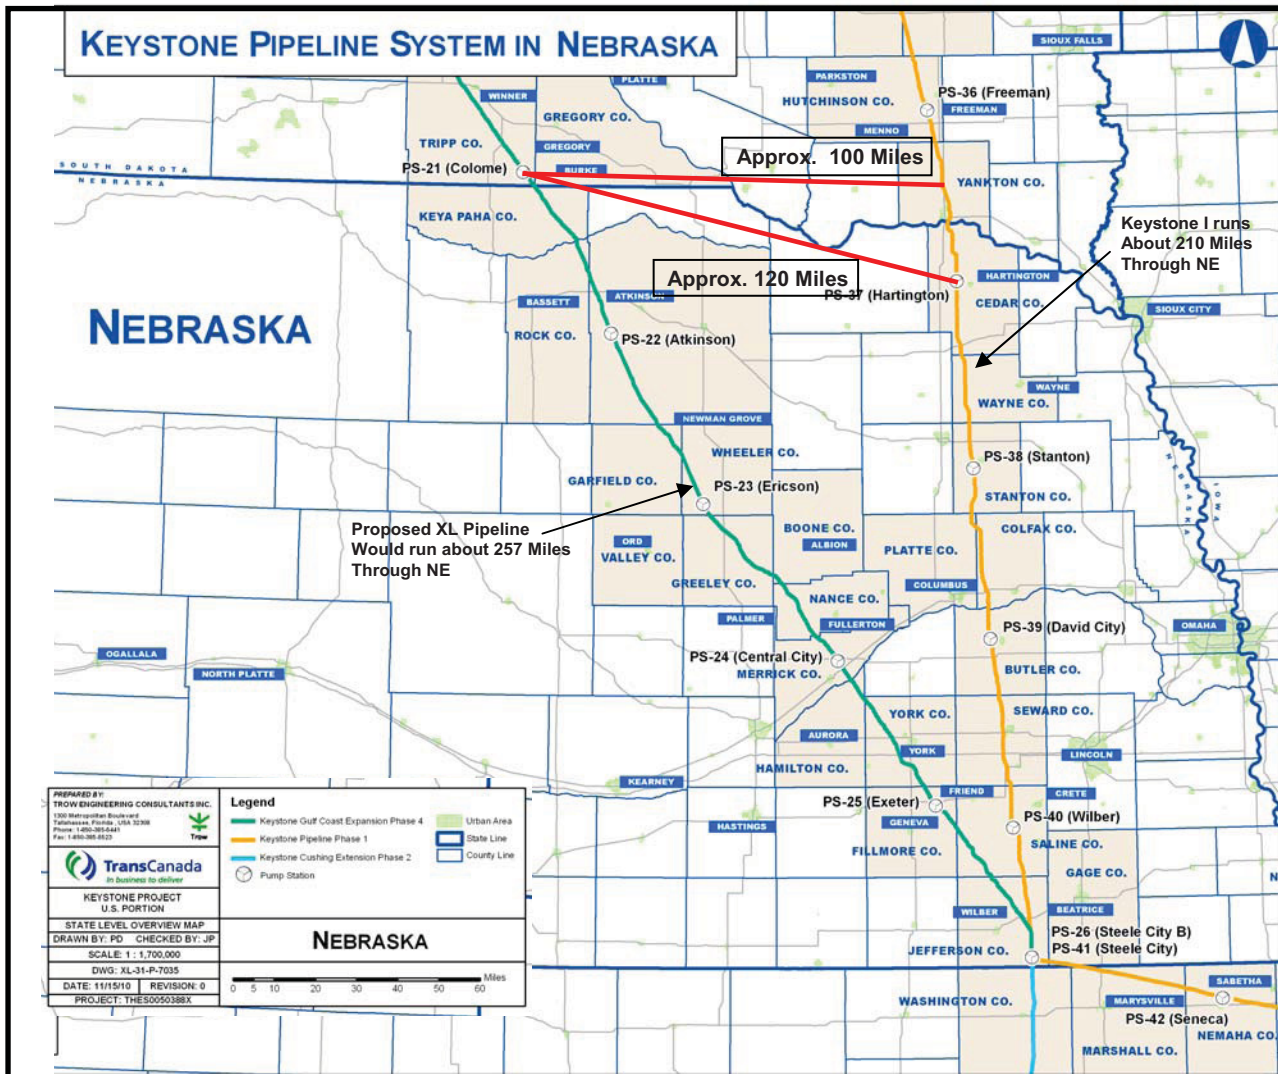 KEYSTONE PIPELINE SYSTEM IN NEBRASKA
SIOUX FALLS
PLATTE
PARKSTON
WINNER
HUTCHINSON CO.
PS-36 (Freeman)
FREEMAN
GREGORY CO.
MENNO
TRIPP CO.
GREGORY
Approx. 100 Miles
SOUTH DAKOTA
NEBRASKA
PS-21 (Colome)
BURKE
YANKTON CO.
KEYA PAHA CO.
Keystone I runs
About 210 Miles
Through NE
Approx. 120 Miles
HARTINGTON
PS-37 (Hartington)
CEDAR CO.
BASSETT
ATKINSON
SIOUX CITY
NEBRASKA
ROCK CO.
PS-22 (Atkinson)
WAYNE
WAYNE CO.
NEWMAN GROVE
WHEELER CO.
PS-38 (Stanton)
NEBRASKA
IOWA
GARFIELD CO.
PS-23 (Ericson)
STANTON CO.
Proposed XL Pipeline
Would run about 257 Miles
Through NE
BOONE CO.
COLFAX CO.
ORD
ALBION
VALLEY CO.
PLATTE CO.
GREELEY CO.
COLUMBUS
NANCE CO.
PALMER
FULLERTON
PS-39 (David City)
OMAHA
OGALLALA
PS-24 (Central City)
NORTH PLATTE
MERRICK CO.
BUTLER CO.
YORK CO.
SEWARD CO.
AURORA
YORK
LINCOLN
HAMILTON CO.
KEARNEY
FRIEND
CRETE
PS-25 (Exeter)
HASTINGS
GENEVA
PS-40 (Wilber)
FILLMORE CO.
SALINE CO.
GAGE CO.
N
WILBER
BEATRICE
PS-26 (Steele City B)
JEFFERSON CO.
PS-41 (Steele City)
SABETHA
WASHINGTON CO.
MARYSVILLE
PS-42 (Seneca)
NEMAHA CO.
MARSHALL CO.
PREPARED BY:
TROW ENGINEERING CONSULTANTS INC.
1300 Metropolitan Boulevard
Tallahassee, Florida, USA 32308
Trow
TransCanada
In business to deliver
KEYSTONE PROJECT
U.S. PORTION
STATE LEVEL OVERVIEW MAP
DRAWN BY: PD CHECKED BY: JP
SCALE: 1 : 1,700,000
DWG: XL-31-P-7035
DATE: 11/15/10 REVISION: 0
PROJECT: THES0050388X
Legend
Keystone Gulf Coast Expansion Phase 4
Keystone Pipeline Phase 1
Keystone Cushing Extension Phase 2
Pump Station
Urban Area
State Line
County Line
NEBRASKA
Miles
0 5 10 20 30 40 50 60